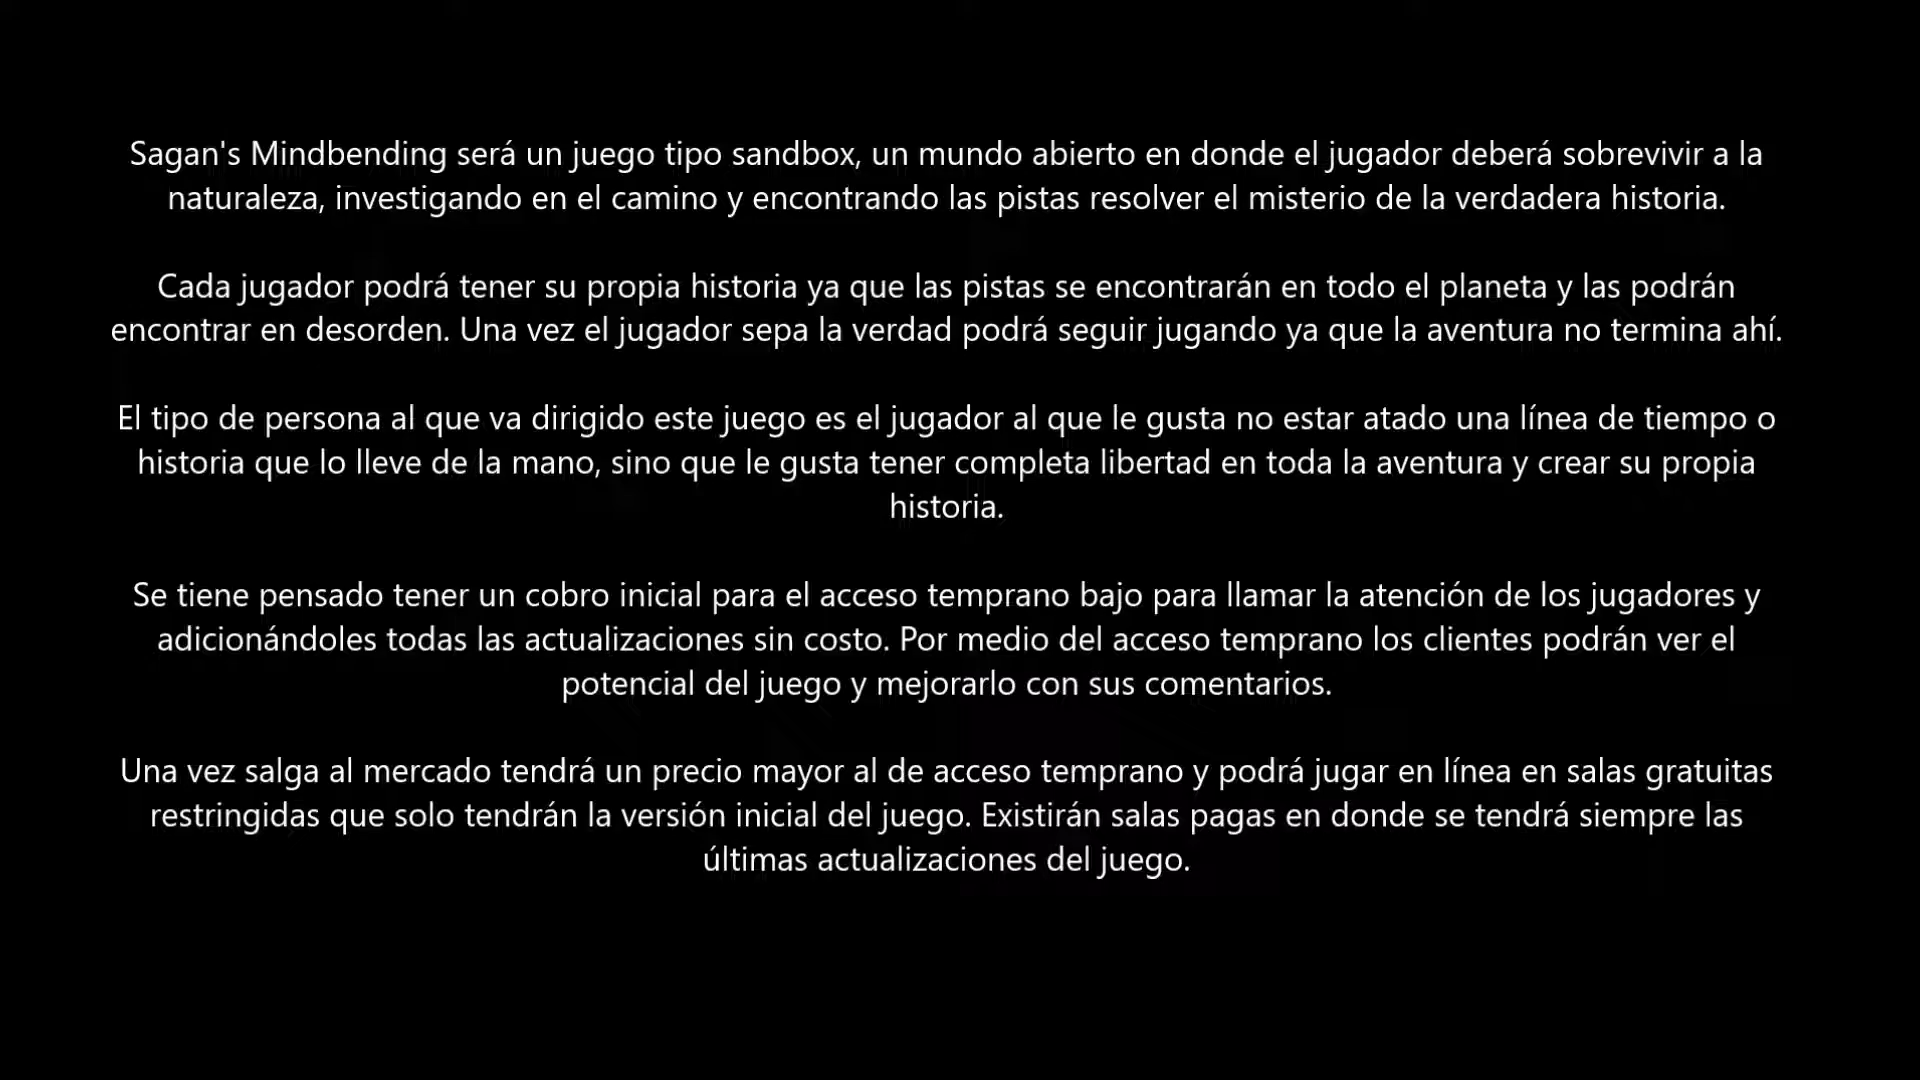 Sagan's Mindbending será un juego tipo sandbox, un mundo abierto en donde el jugador deberá sobrevivir a la
naturaleza, investigando en el camino y encontrando las pistas resolver el misterio de la verdadera historia.
Cada jugador podrá tener su propia historia ya que las pistas se encontrarán en todo el planeta y las podrán
encontrar en desorden. Una vez el jugador sepa la verdad podrá seguir jugando ya que la aventura no termina ahí.
El tipo de persona al que va dirigido este juego es el jugador al que le gusta no estar atado una línea de tiempo o
historia que lo lleve de la mano, sino que le gusta tener completa libertad en toda la aventura y crear su propia
historia.
Se tiene pensado tener un cobro inicial para el acceso temprano bajo para llamar la atención de los jugadores y
adicionándoles todas las actualizaciones sin costo. Por medio del acceso temprano los clientes podrán ver el
potencial del juego y mejorarlo con sus comentarios.
Una vez salga al mercado tendrá un precio mayor al de acceso temprano y podrá jugar en línea en salas gratuitas
restringidas que solo tendrán la versión inicial del juego. Existirán salas pagas en donde se tendrá siempre las
últimas actualizaciones del juego.